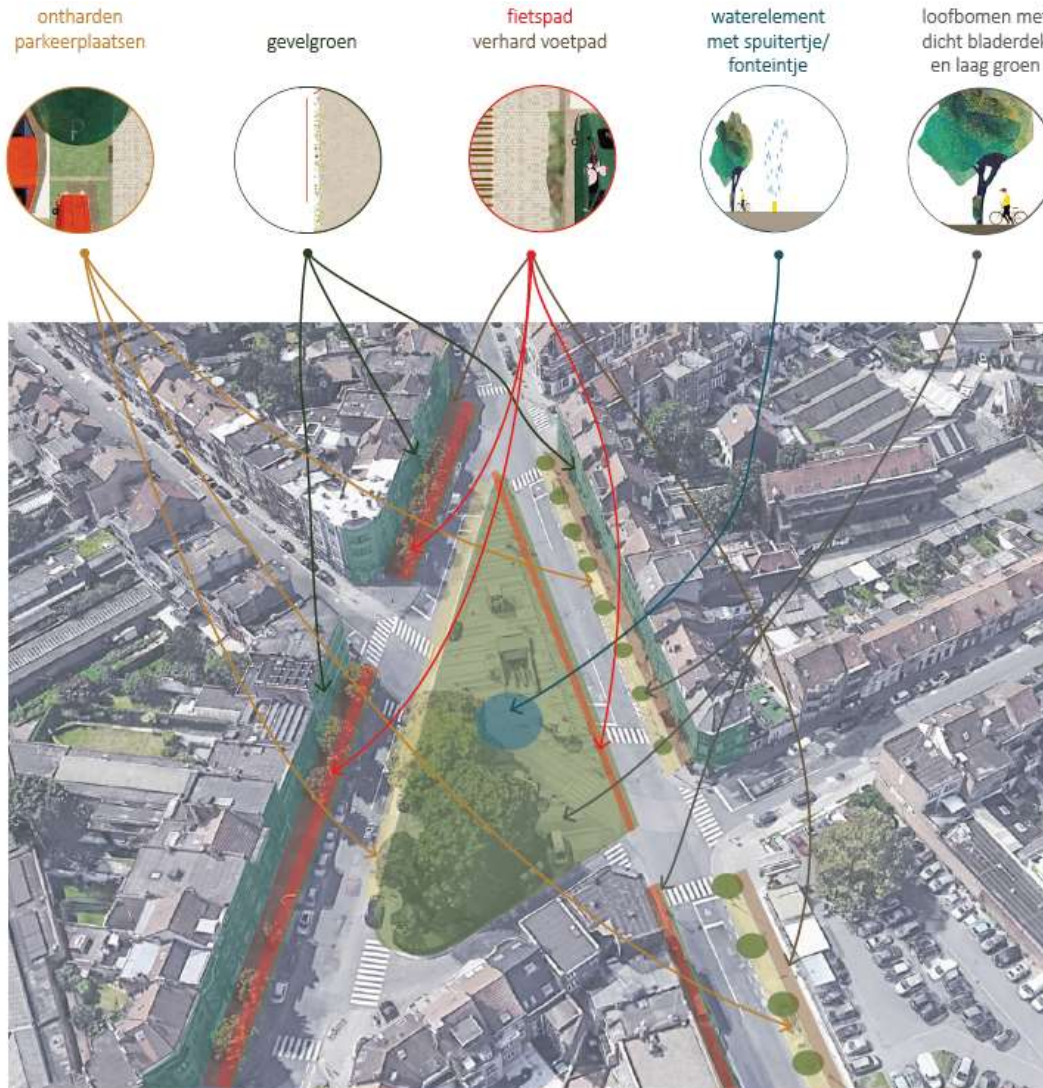 ontharden
parkeerplaatsen
gevelgroen
fietspad
verhard voetpad
waterelement
met spuitertje/
fonteintje
loofbomen met
dicht bladerdek
en laag groen
P